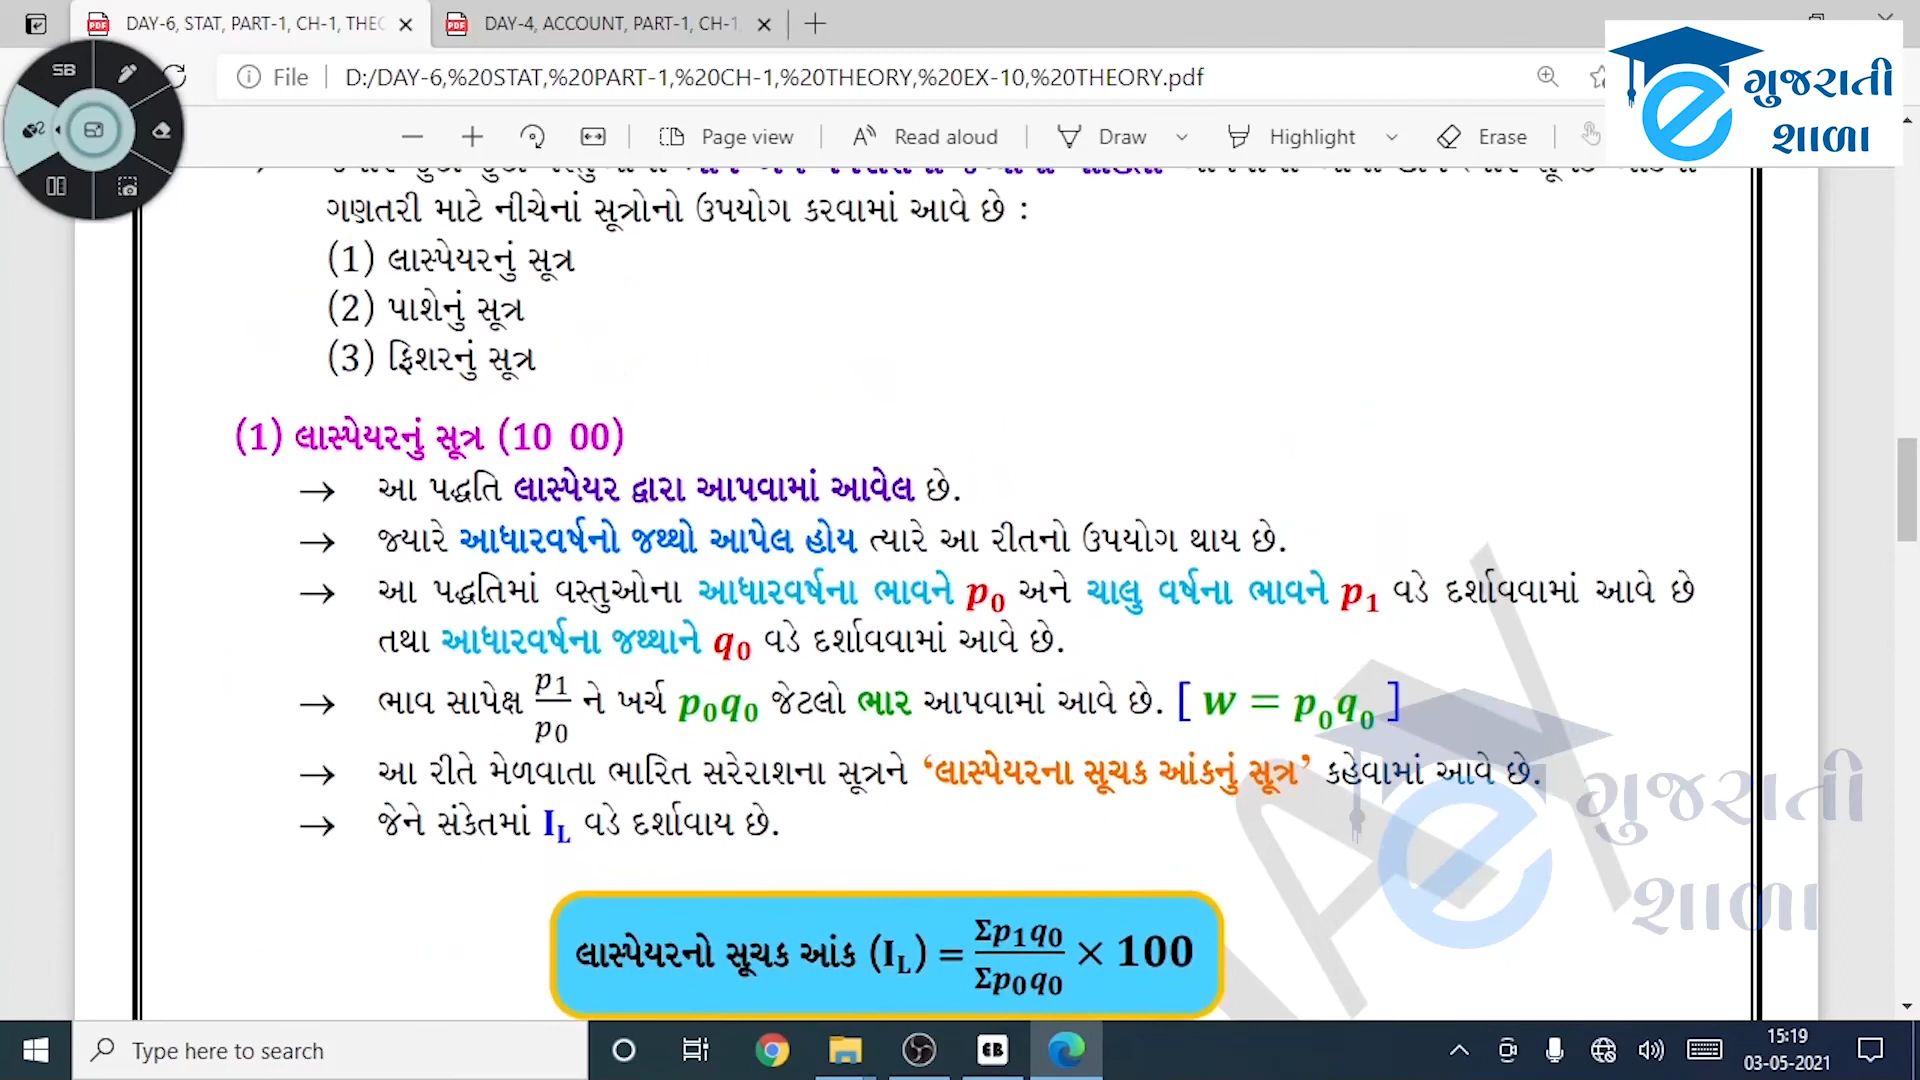 DAY-6, STAT, PART-1, CH-1, THEC
DAY-4, ACCOUNT, PART-1, CH-1
SB
File
D:/DAY-6,%20STAT,%20PART-1,%20CH-1,%20THEORY,%20EX-10,%20THEORY.pdf
Page view
Read aloud
Draw
Highlight
Erase
ગુજરાતી
શાળા
ગણતરી માટે નીચેનાં સૂત્રોનો ઉપયોગ કરવામાં આવે છે :
(1) લાસ્પેયરનું સૂત્ર
(2) પાશેનું સૂત્ર
(3) ફિશરનું સૂત્ર
(1) લાસ્પેયરનું સૂત્ર (10 00)
→ આ પદ્ધતિ લાસ્પેયર દ્વારા આપવામાં આવેલ છે.
→ જ્યારે આધારવર્ષનો જથ્થો આપેલ હોય ત્યારે આ રીતનો ઉપયોગ થાય છે.
→ આ પદ્ધતિમાં વસ્તુઓના આધારવર્ષના ભાવને p₀ અને ચાલુ વર્ષના ભાવને p₁ વડે દર્શાવવામાં આવે છે
તથા આધારવર્ષના જથ્થાને q₀ વડે દર્શાવવામાં આવે છે.
→ ભાવ સાપેક્ષ p₁/p₀ ને ખર્ચ p₀q₀ જેટલો ભાર આપવામાં આવે છે. [ w = p₀q₀ ]
→ આ રીતે મેળવાતા ભારિત સરેરાશના સૂત્રને ‘લાસ્પેયરના સૂચક આંકનું સૂત્ર’ કહેવામાં આવે છે.
→ જેને સંકેતમાં I_L વડે દર્શાવાય છે.
ગુજરાતી
શાળા
લાસ્પેયરનો સૂચક આંક (I_L) = Σp₁q₀/Σp₀q₀ × 100
Type here to search
15:19
03-05-2021